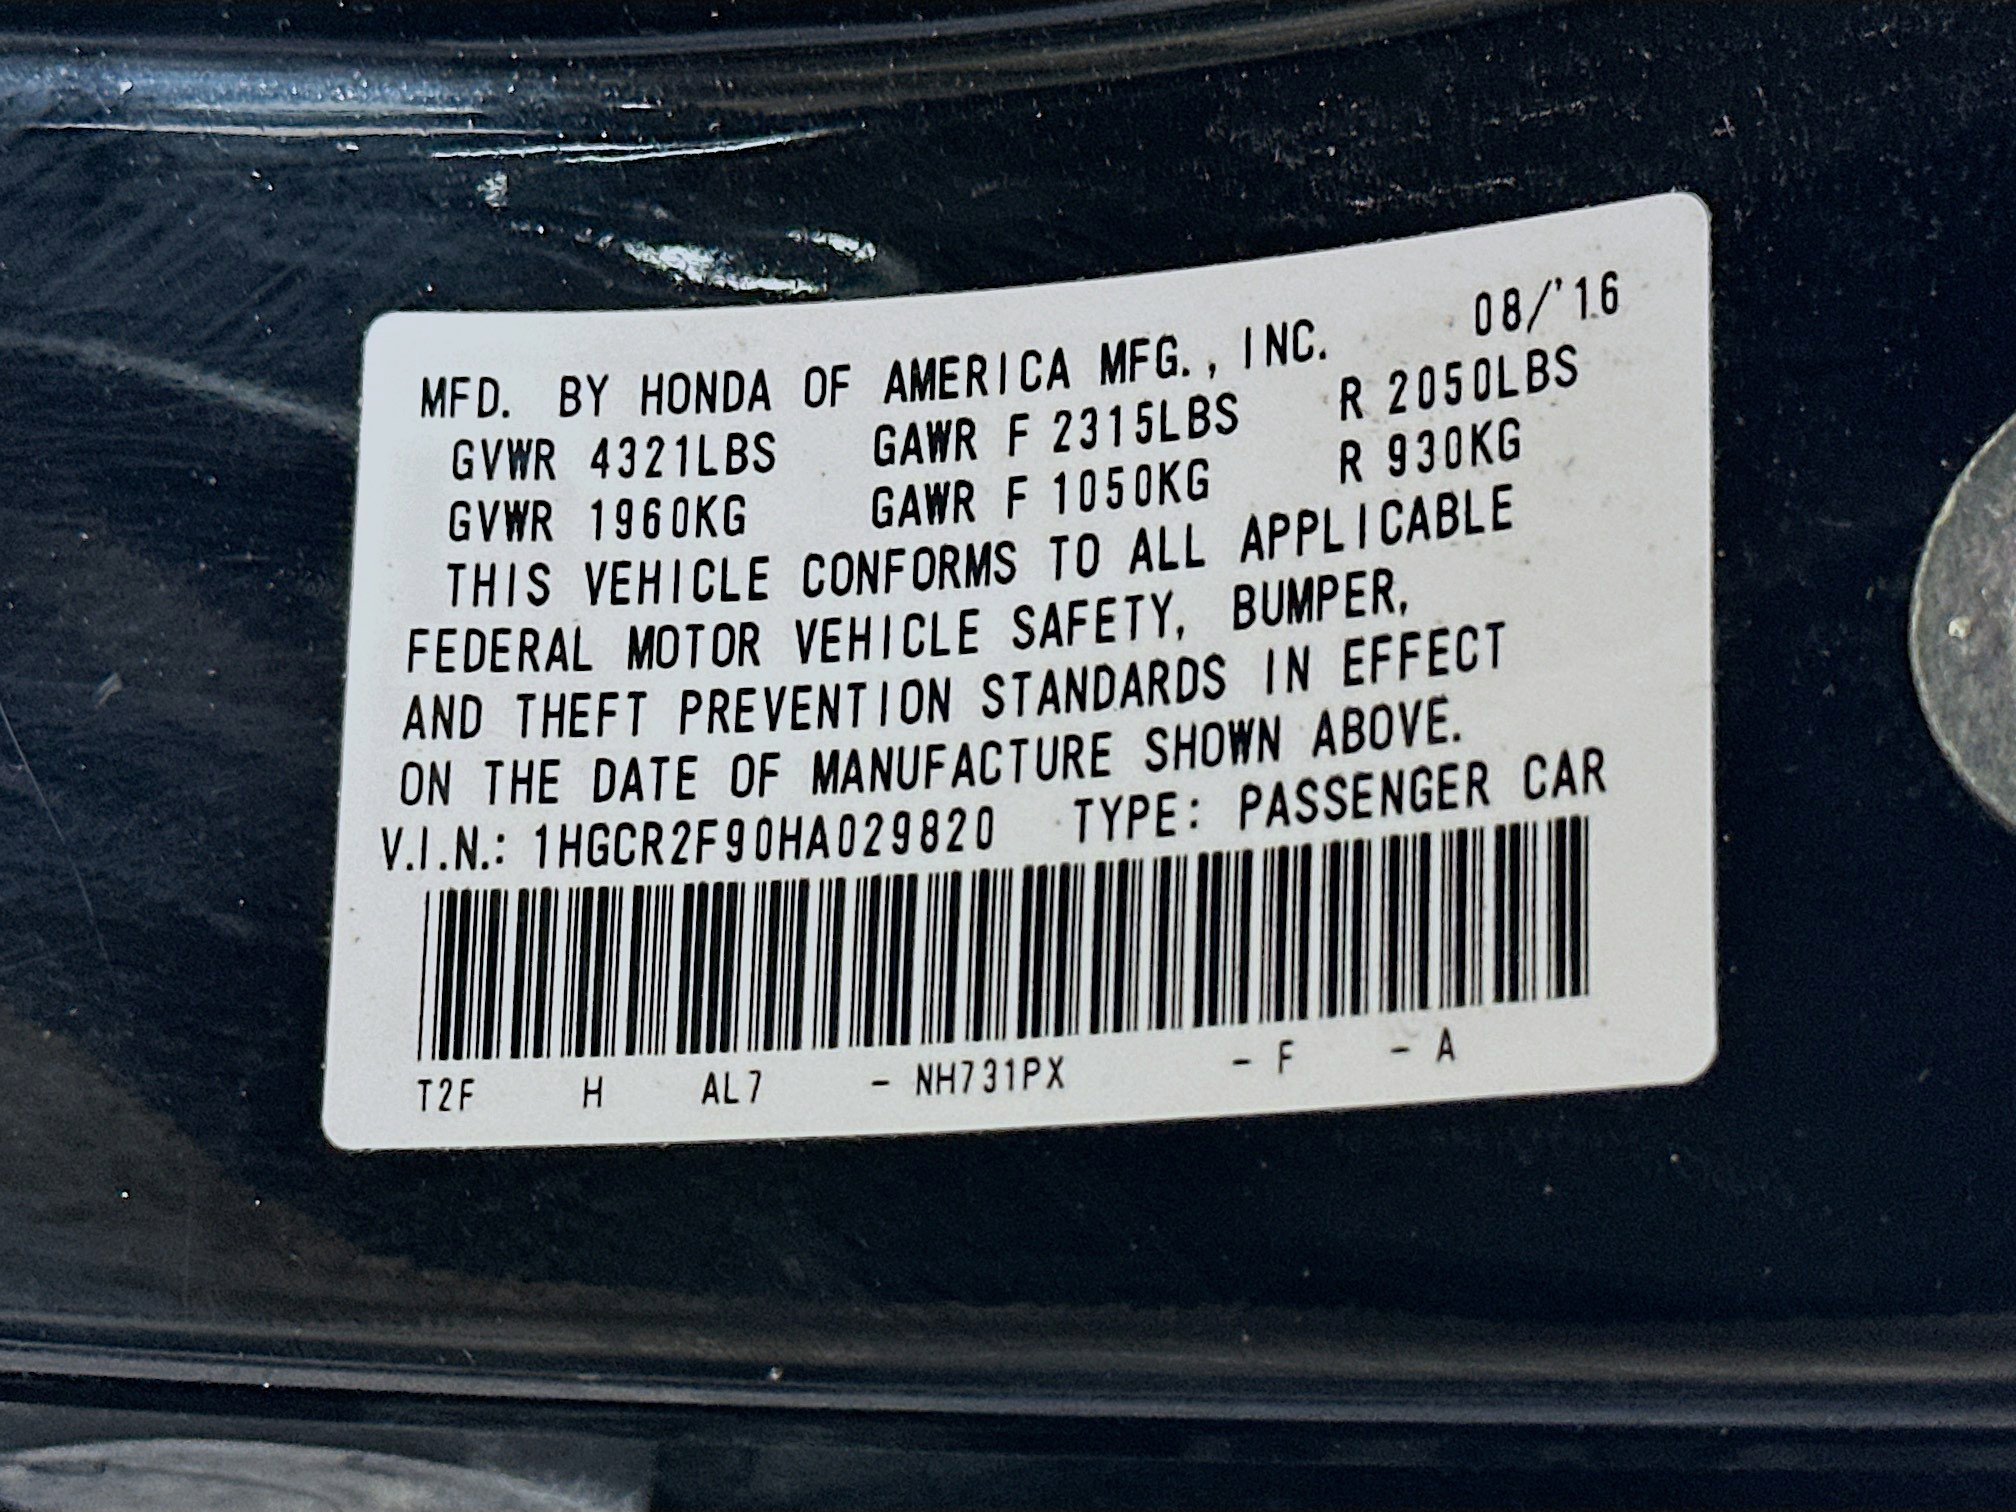 08/'16
MFD. BY HONDA OF AMERICA MFG., INC.
GVWR 4321LBS GAWR F 2315LBS R 2050LBS
GVWR 1960KG GAWR F 1050KG R 930KG
THIS VEHICLE CONFORMS TO ALL APPLICABLE
FEDERAL MOTOR VEHICLE SAFETY, BUMPER,
AND THEFT PREVENTION STANDARDS IN EFFECT
ON THE DATE OF MANUFACTURE SHOWN ABOVE.
V.I.N.: 1HGCR2F90HA029820 TYPE: PASSENGER CAR
T2F H AL7 - NH731PX - F - A